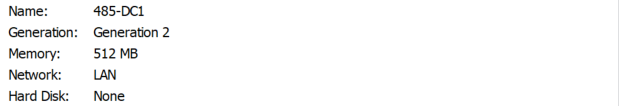 Name: 485-DC1
Generation: Generation 2
Memory: 512 MB
Network: LAN
Hard Disk: None